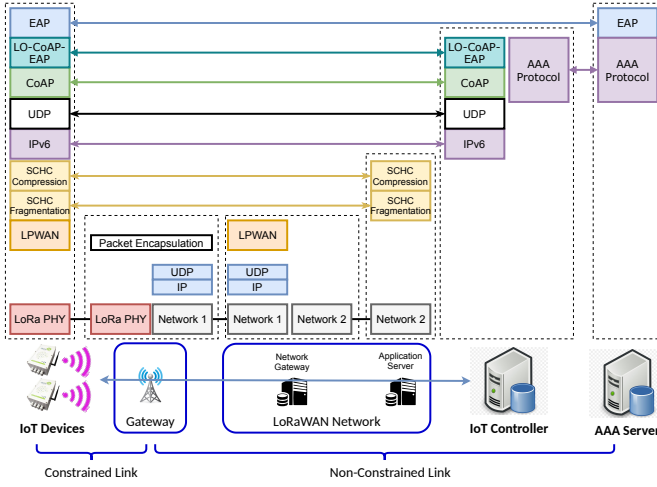 EAP
EAP
LO-CoAP-
EAP
LO-CoAP-
EAP
AAA
Protocol
AAA
Protocol
CoAP
CoAP
UDP
UDP
IPv6
IPv6
SCHC
Compression
SCHC
Compression
SCHC
Fragmentation
SCHC
Fragmentation
LPWAN
Packet Encapsulation
LPWAN
UDP
UDP
IP
IP
LoRa PHY
LoRa PHY
Network 1
Network 1
Network 2
Network 2
Network
Gateway
Application
Server
IoT Devices
Gateway
LoRaWAN Network
IoT Controller
AAA Server
Constrained Link
Non-Constrained Link